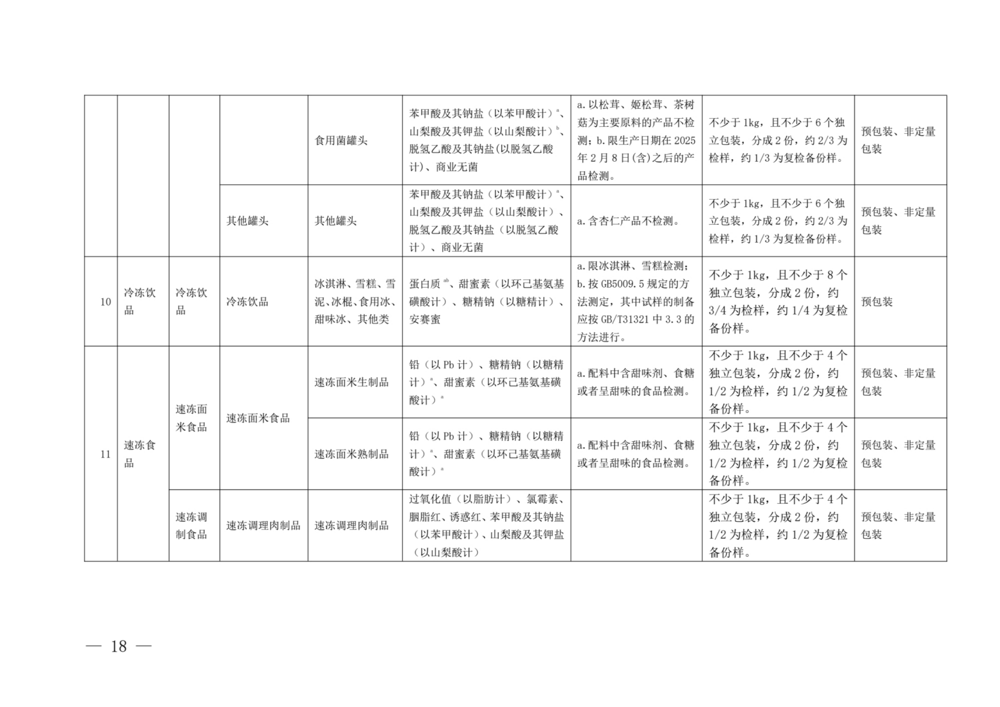 食用菌罐头
苯甲酸及其钠盐（以苯甲酸计）ᵃ、
山梨酸及其钾盐（以山梨酸计）ᵇ、
脱氢乙酸及其钠盐(以脱氢乙酸
计)、商业无菌
a.以松茸、姬松茸、茶树
菇为主要原料的产品不检
测；b.限生产日期在 2025
年 2 月 8 日(含)之后的产
品检测。
不少于 1kg，且不少于 6 个独
立包装，分成 2 份，约 2/3 为
检样，约 1/3 为复检备份样。
预包装、非定量
包装
其他罐头
其他罐头
苯甲酸及其钠盐（以苯甲酸计）ᵃ、
山梨酸及其钾盐（以山梨酸计）、
脱氢乙酸及其钠盐（以脱氢乙酸
计）、商业无菌
a.含杏仁产品不检测。
不少于 1kg，且不少于 6 个独
立包装，分成 2 份，约 2/3 为
检样，约 1/3 为复检备份样。
预包装、非定量
包装
10
冷冻饮
品
冷冻饮
品
冷冻饮品
冰淇淋、雪糕、雪
泥、冰棍、食用冰、
甜味冰、其他类
蛋白质ᵃᵇ、甜蜜素（以环己基氨基
磺酸计）、糖精钠（以糖精计）、
安赛蜜
a.限冰淇淋、雪糕检测；
b.按 GB5009.5 规定的方
法测定，其中试样的制备
应按 GB/T31321 中 3.3 的
方法进行。
不少于 1kg，且不少于 8 个
独立包装，分成 2 份，约
3/4 为检样，约 1/4 为复检
备份样。
预包装
11
速冻食
品
速冻面
米食品
速冻面米食品
速冻面米生制品
铅（以 Pb 计）、糖精钠（以糖精
计）ᵃ、甜蜜素（以环己基氨基磺
酸计）ᵃ
a.配料中含甜味剂、食糖
或者呈甜味的食品检测。
不少于 1kg，且不少于 4 个
独立包装，分成 2 份，约
1/2 为检样，约 1/2 为复检
备份样。
预包装、非定量
包装
速冻面米熟制品
铅（以 Pb 计）、糖精钠（以糖精
计）ᵃ、甜蜜素（以环己基氨基磺
酸计）ᵃ
a.配料中含甜味剂、食糖
或者呈甜味的食品检测。
不少于 1kg，且不少于 4 个
独立包装，分成 2 份，约
1/2 为检样，约 1/2 为复检
备份样。
预包装、非定量
包装
速冻调
制食品
速冻调理肉制品
速冻调理肉制品
过氧化值（以脂肪计）、氯霉素、
胭脂红、诱惑红、苯甲酸及其钠盐
（以苯甲酸计）、山梨酸及其钾盐
（以山梨酸计）
不少于 1kg，且不少于 4 个
独立包装，分成 2 份，约
1/2 为检样，约 1/2 为复检
备份样。
预包装、非定量
包装
— 18 —